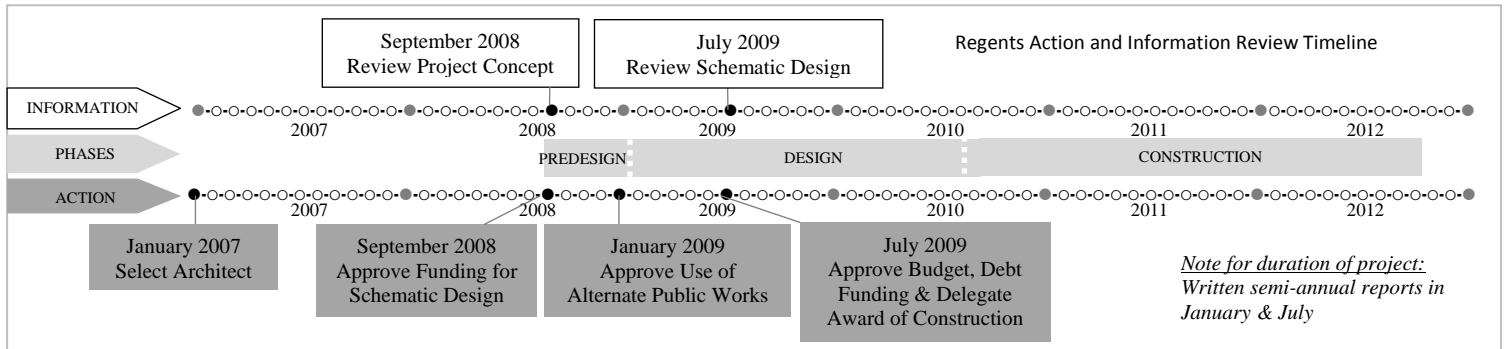 September 2008
Review Project Concept
July 2009
Review Schematic Design
Regents Action and Information Review Timeline
INFORMATION
2007
2008
2009
2010
2011
2012
PHASES
PREDESIGN
DESIGN
CONSTRUCTION
ACTION
2007
2008
2009
2010
2011
2012
January 2007
Select Architect
September 2008
Approve Funding for
Schematic Design
January 2009
Approve Use of
Alternate Public Works
July 2009
Approve Budget, Debt
Funding & Delegate
Award of Construction
Note for duration of project:
Written semi-annual reports in
January & July